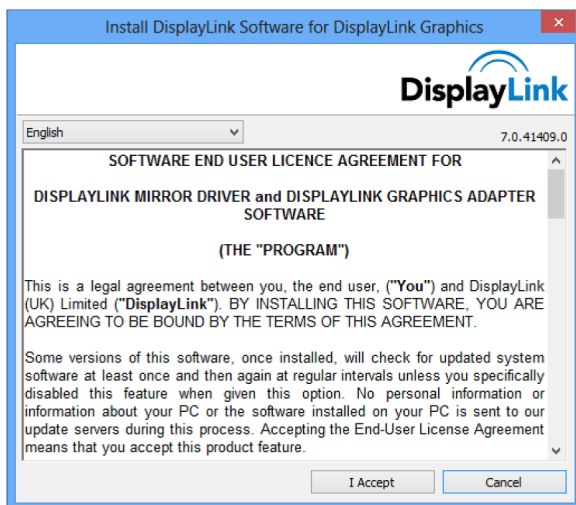 Install DisplayLink Software for DisplayLink Graphics
DisplayLink
English
7.0.41409.0
SOFTWARE END USER LICENCE AGREEMENT FOR
DISPLAYLINK MIRROR DRIVER and DISPLAYLINK GRAPHICS ADAPTER
SOFTWARE
(THE "PROGRAM")
This is a legal agreement between you, the end user, ("You") and DisplayLink
(UK) Limited ("DisplayLink"). BY INSTALLING THIS SOFTWARE, YOU ARE
AGREEING TO BE BOUND BY THE TERMS OF THIS AGREEMENT.
Some versions of this software, once installed, will check for updated system
software at least once and then again at regular intervals unless you specifically
disabled this feature when given this option. No personal information or
information about your PC or the software installed on your PC is sent to our
update servers during this process. Accepting the End-User License Agreement
means that you accept this product feature.
I Accept
Cancel